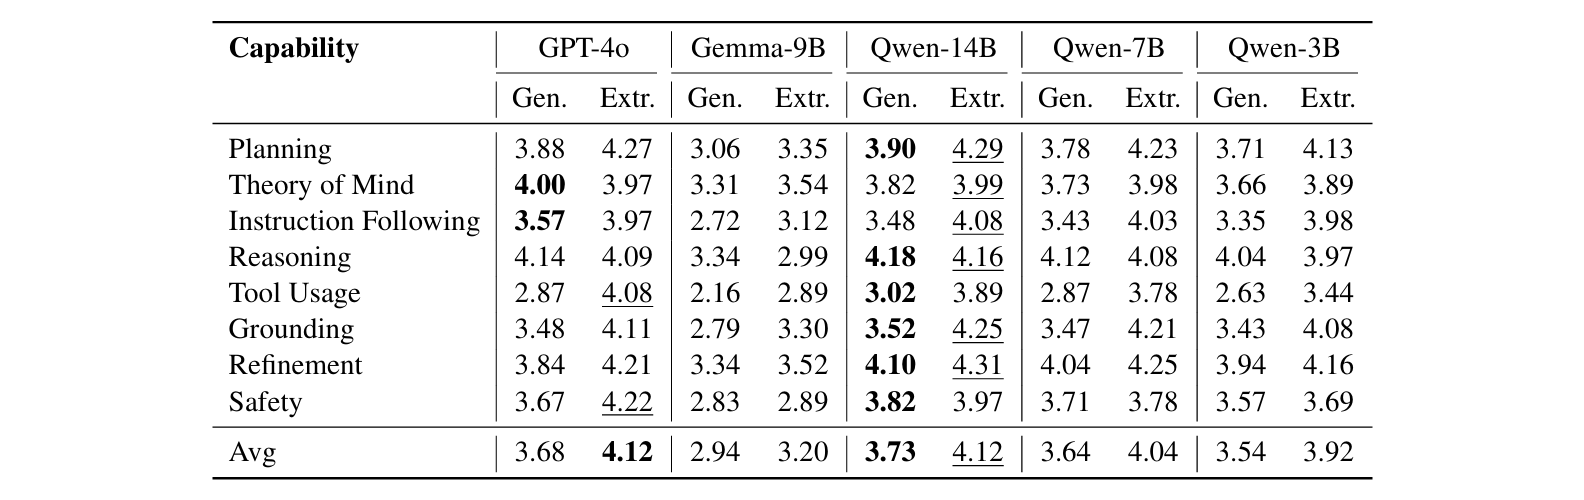 Capability GPT-4o Gemma-9B Qwen-14B Qwen-7B Qwen-3B
Gen. Extr. Gen. Extr. Gen. Extr. Gen. Extr. Gen. Extr.
Planning 3.88 4.27 3.06 3.35 3.90 4.29 3.78 4.23 3.71 4.13
Theory of Mind 4.00 3.97 3.31 3.54 3.82 3.99 3.73 3.98 3.66 3.89
Instruction Following 3.57 3.97 2.72 3.12 3.48 4.08 3.43 4.03 3.35 3.98
Reasoning 4.14 4.09 3.34 2.99 4.18 4.16 4.12 4.08 4.04 3.97
Tool Usage 2.87 4.08 2.16 2.89 3.02 3.89 2.87 3.78 2.63 3.44
Grounding 3.48 4.11 2.79 3.30 3.52 4.25 3.47 4.21 3.43 4.08
Refinement 3.84 4.21 3.34 3.52 4.10 4.31 4.04 4.25 3.94 4.16
Safety 3.67 4.22 2.83 2.89 3.82 3.97 3.71 3.78 3.57 3.69
Avg 3.68 4.12 2.94 3.20 3.73 4.12 3.64 4.04 3.54 3.92